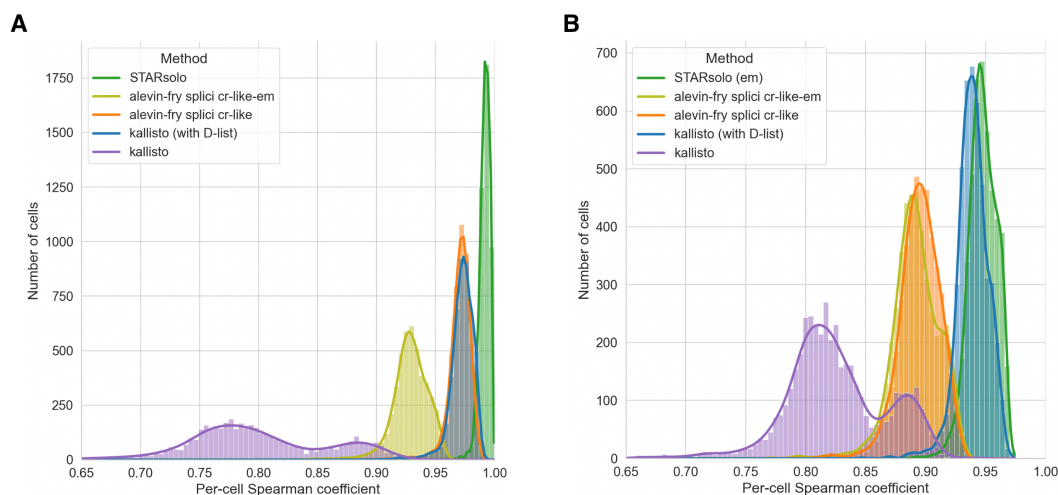 A
Number of cells
1750
1500
1250
1000
750
500
250
0
Method
STARsolo
alevin-fry splici cr-like-em
alevin-fry splici cr-like
kallisto (with D-list)
kallisto
0.65 0.70 0.75 0.80 0.85 0.90 0.95 1.00
Per-cell Spearman coefficient
B
Number of cells
700
600
500
400
300
200
100
0
Method
STARsolo (em)
alevin-fry splici cr-like-em
alevin-fry splici cr-like
kallisto (with D-list)
kallisto
0.65 0.70 0.75 0.80 0.85 0.90 0.95 1.00
Per-cell Spearman coefficient